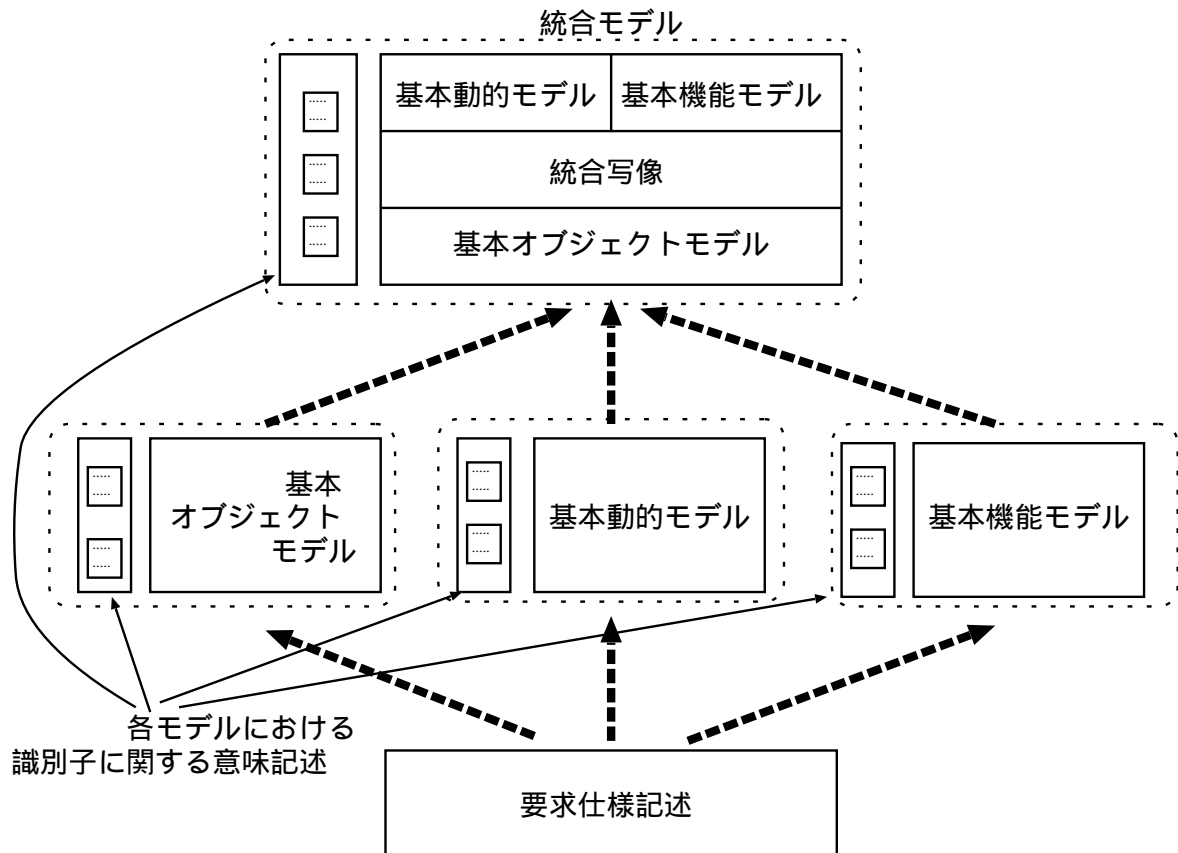 統合モデル
基本動的モデル
基本機能モデル
統合写像
基本オブジェクトモデル
基本
オブジェクト
モデル
基本動的モデル
基本機能モデル
各モデルにおける
識別子に関する意味記述
要求仕様記述